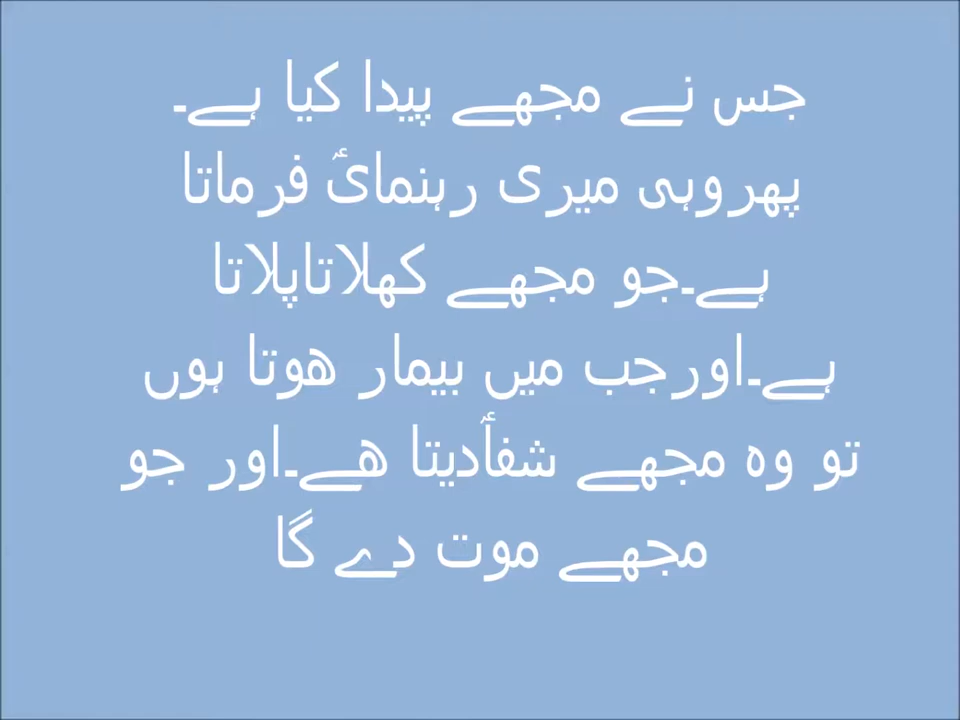 جس نے مجھے پیدا کیا ہے۔
پھروہی میری رہنمائؑ فرماتا
ہے۔جو مجھے کھلاتاپلاتا
ہے۔اورجب میں بیمار ھوتا ہوں
تو وہ مجھے شفأدیتا ھے۔اور جو
مجھے موت دے گا